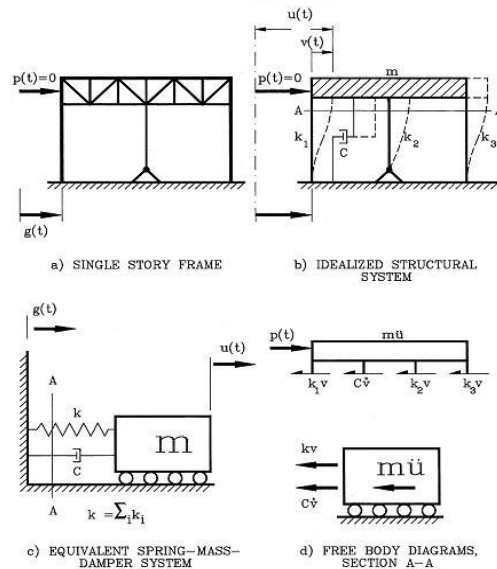 p(t)=0
g(t)
a) SINGLE STORY FRAME
u(t)
v(t)
p(t)=0
m
A
A
k1
C
k2
k3
b) IDEALIZED STRUCTURAL
SYSTEM
g(t)
u(t)
A
k
C
m
A
k =∑iki
c) EQUIVALENT SPRING-MASS-
DAMPER SYSTEM
p(t)
mü
k1v
Cv̇
k2v
k3v
kv
Cv̇
mü
d) FREE BODY DIAGRAMS,
SECTION A-A